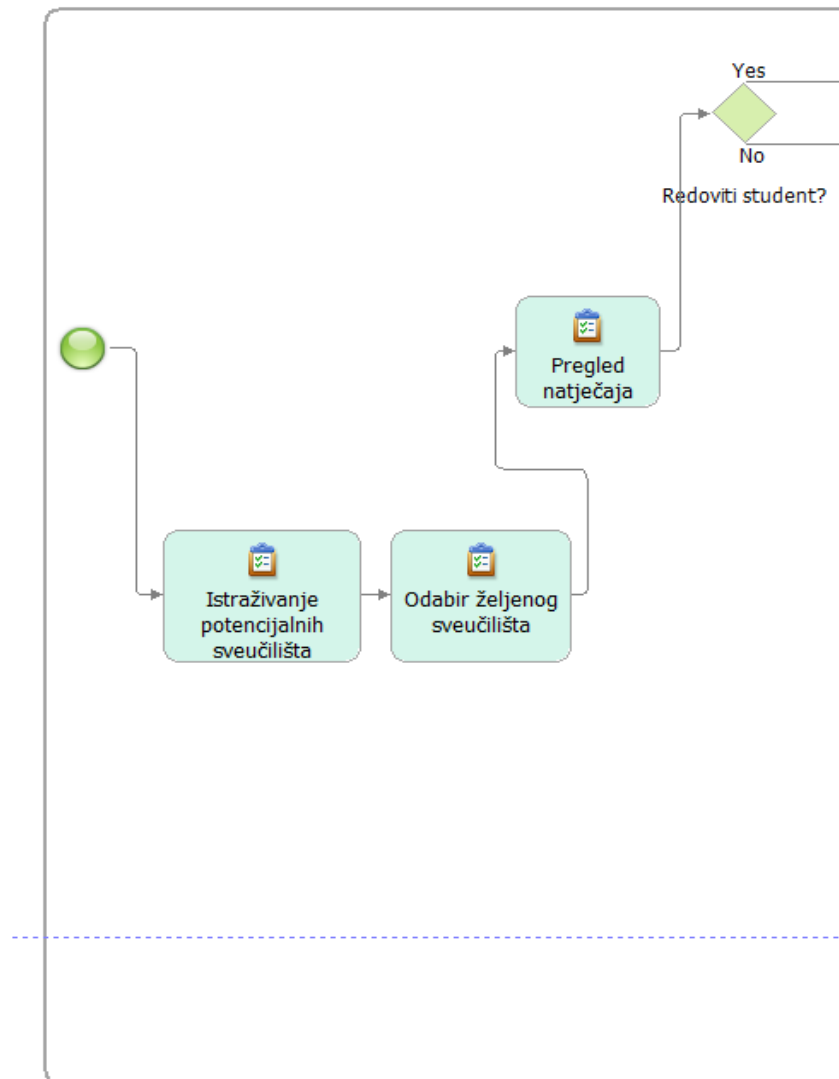 Yes
No
Redoviti student?
Pregled
natječaja
Istraživanje
potencijalnih
sveučilišta
Odabir željenog
sveučilišta